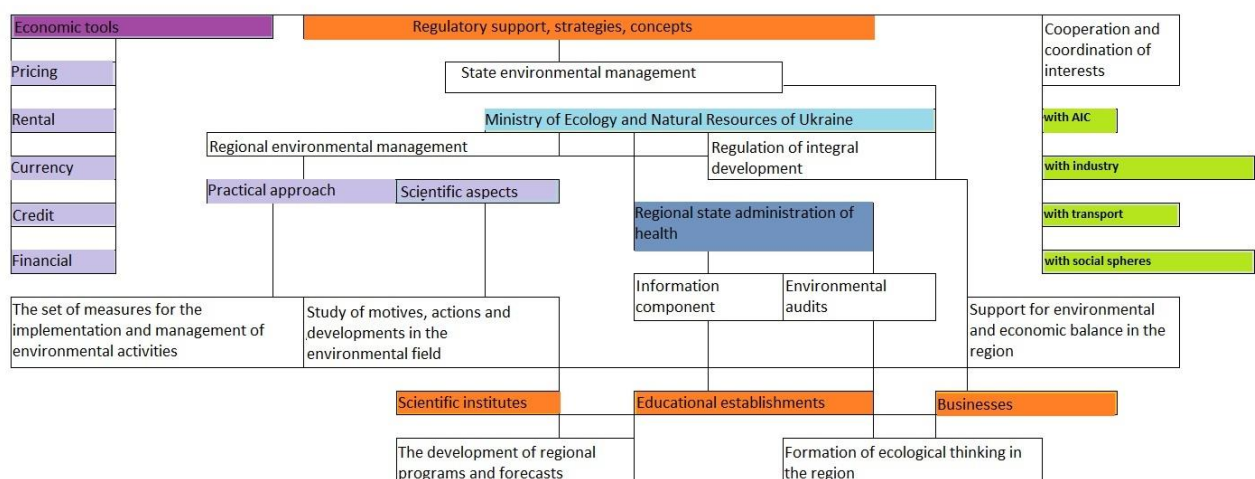 Economic tools
Regulatory support, strategies, concepts
Cooperation and
coordination of
interests
Pricing
State environmental management
Rental
Ministry of Ecology and Natural Resources of Ukraine
with AIC
Regional environmental management
Regulation of integral
development
Currency
with industry
Practical approach
Scientific aspects
Credit
Regional state administration of
health
with transport
Financial
with social spheres
Information
component
Environmental
audits
The set of measures for the
implementation and management of
environmental activities
Study of motives, actions and
developments in the
environmental field
Support for environmental
and economic balance in the
region
Scientific institutes
Educational establishments
Businesses
The development of regional
programs and forecasts
Formation of ecological thinking in
the region